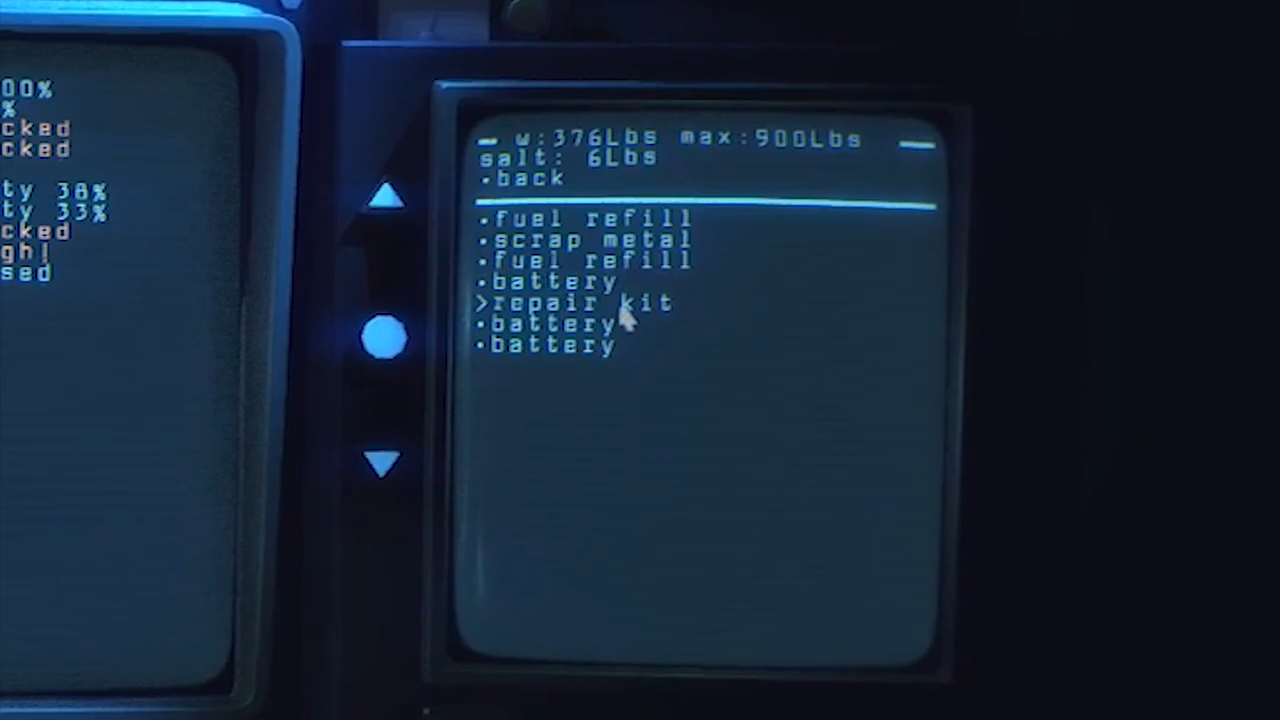 00%
%
cked
cked
ty 38%
ty 33%
cked
gh!
sed
w:376Lbs max:900Lbs
salt: 6Lbs
·back
·fuel refill
·scrap metal
·fuel refill
·battery
>repair kit
·battery
·battery